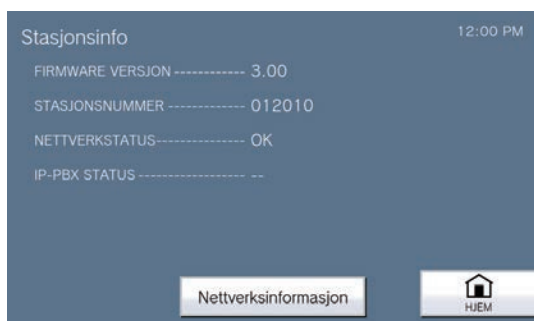 Stasjonsinfo 12:00 PM
FIRMWARE VERSJON ------------ 3.00
STASJONSNUMMER ------------- 012010
NETTVERKSTATUS--------------- OK
IP-PBX STATUS ------------------ --
Nettverksinformasjon
HJEM